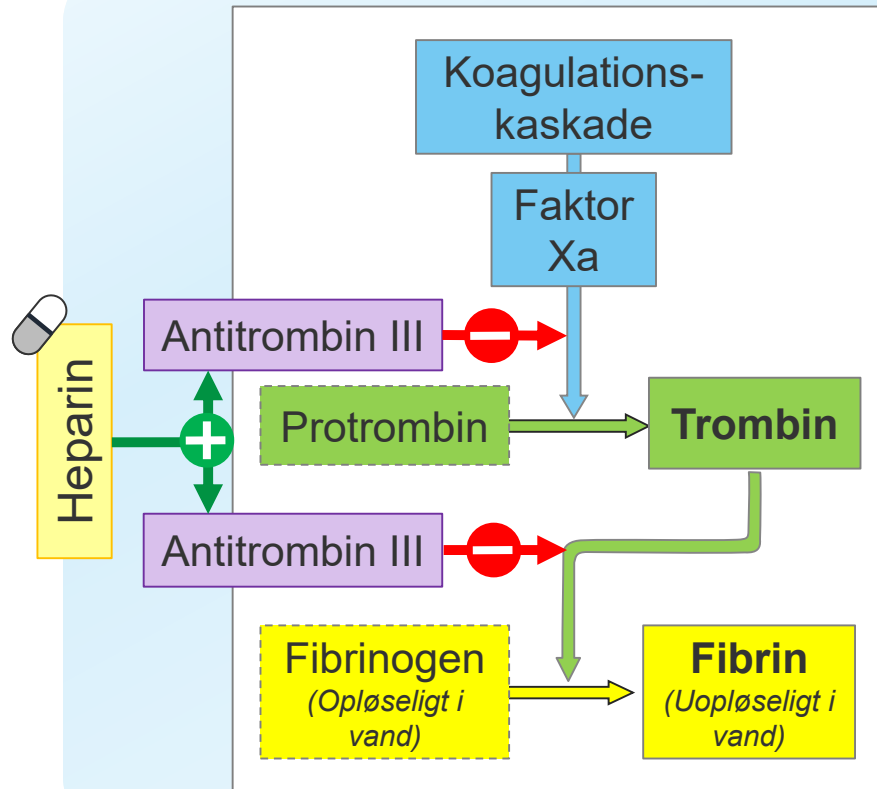 Koagulations-
kaskade
Faktor
Xa
Heparin
Antitrombin III
Protrombin
Trombin
Antitrombin III
Fibrinogen
(Opløseligt i
vand)
Fibrin
(Uopløseligt i
vand)